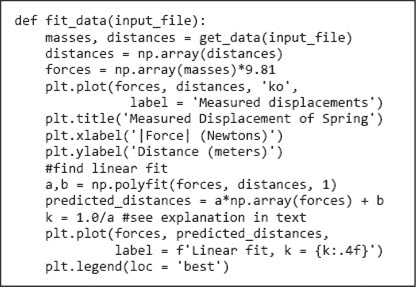 def fit_data(input_file):
    masses, distances = get_data(input_file)
    distances = np.array(distances)
    forces = np.array(masses)*9.81
    plt.plot(forces, distances, 'ko',
             label = 'Measured displacements')
    plt.title('Measured Displacement of Spring')
    plt.xlabel('|Force| (Newtons)')
    plt.ylabel('Distance (meters)')
    #find linear fit
    a,b = np.polyfit(forces, distances, 1)
    predicted_distances = a*np.array(forces) + b
    k = 1.0/a #see explanation in text
    plt.plot(forces, predicted_distances,
             label = f'Linear fit, k = {k:.4f}')
    plt.legend(loc = 'best')